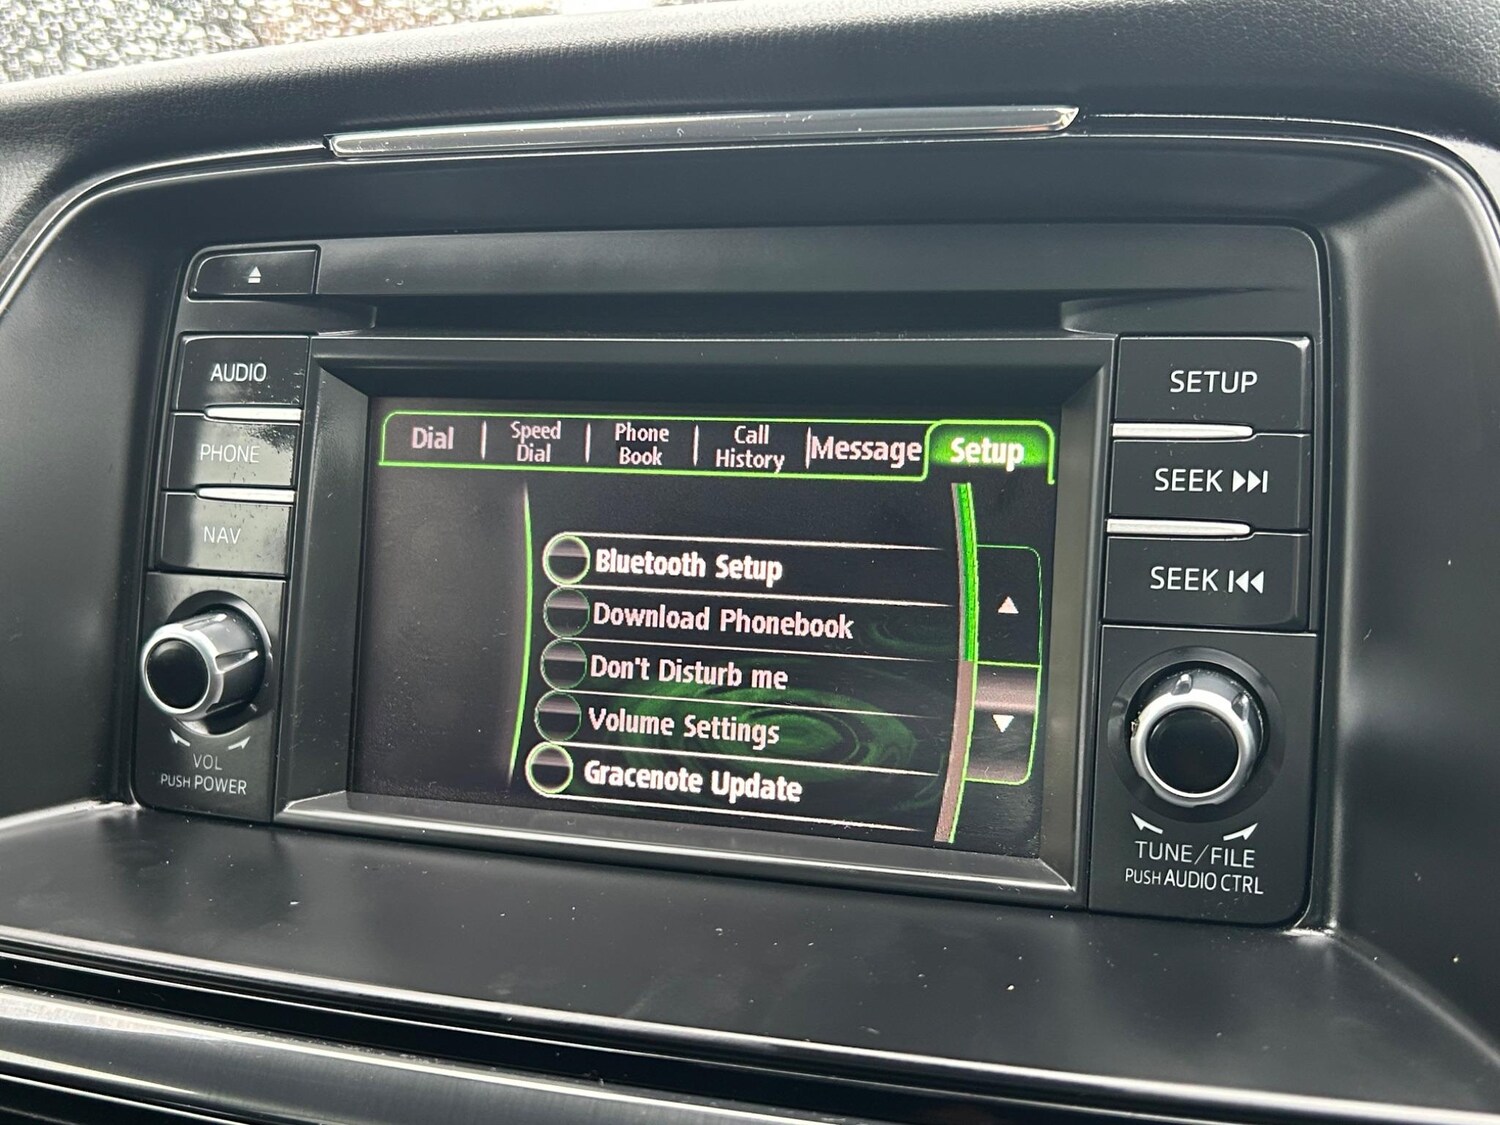 AUDIO
PHONE
NAV
VOL
PUSH POWER
Dial
Speed
Dial
Phone
Book
Call
History
Message
Setup
Bluetooth Setup
Download Phonebook
Don't Disturb me
Volume Settings
Gracenote Update
SETUP
SEEK
SEEK
TUNE/FILE
PUSH AUDIO CTRL